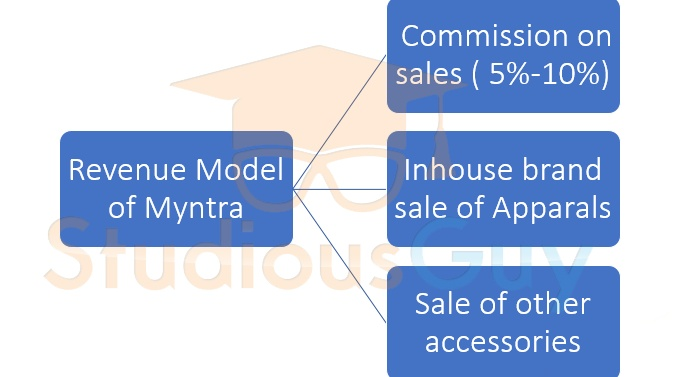 Commission on
sales ( 5%-10%)
Revenue Model
of Myntra
Inhouse brand
sale of Apparals
StudiousGuy
Sale of other
accessories